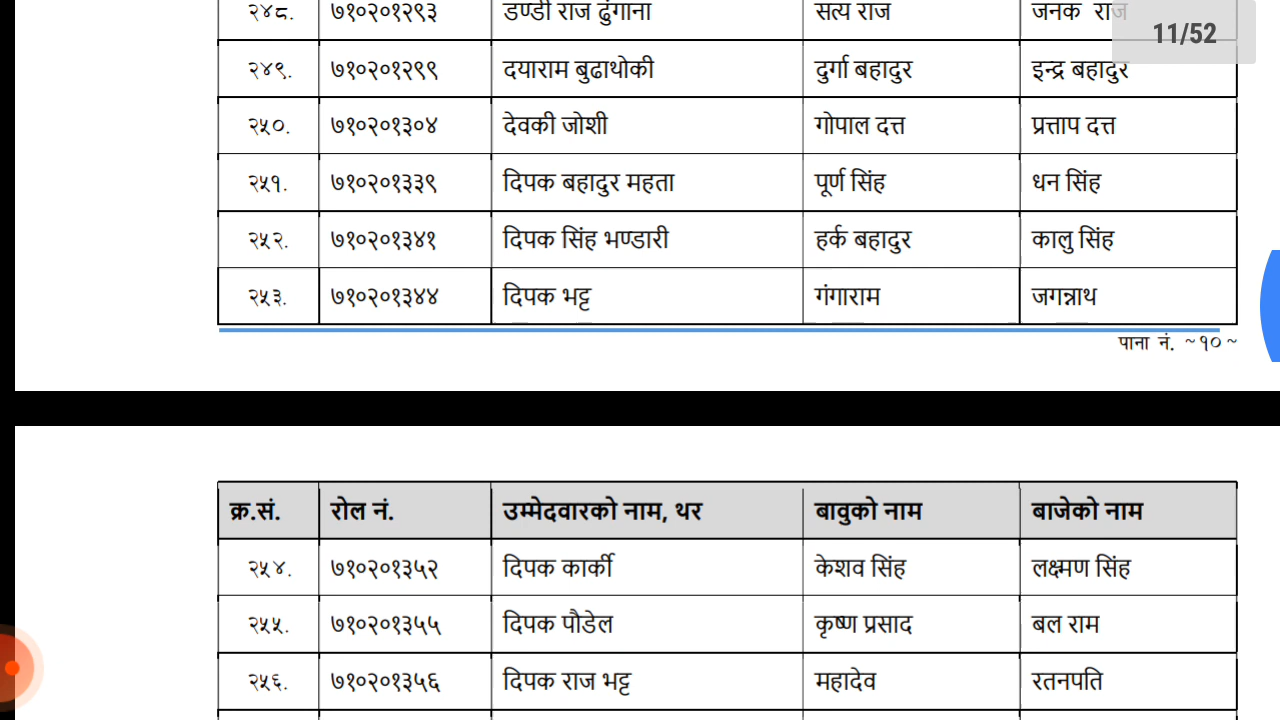 २४८. ७१०२०१२९३ डण्डी राज ढुंगाना सत्य राज जनक राज
11/52
२४९. ७१०२०१२९९ दयाराम बुढाथोकी दुर्गा बहादुर इन्द्र बहादुर
२५०. ७१०२०१३०४ देवकी जोशी गोपाल दत्त प्रत्ताप दत्त
२५१. ७१०२०१३३९ दिपक बहादुर महता पूर्ण सिंह धन सिंह
२५२. ७१०२०१३४१ दिपक सिंह भण्डारी हर्क बहादुर कालु सिंह
२५३. ७१०२०१३४४ दिपक भट्ट गंगाराम जगन्नाथ
पाना नं. ~१०~
क्र.सं. रोल नं. उम्मेदवारको नाम, थर बावुको नाम बाजेको नाम
२५४. ७१०२०१३५२ दिपक कार्की केशव सिंह लक्ष्मण सिंह
२५५. ७१०२०१३५५ दिपक पौडेल कृष्ण प्रसाद बल राम
२५६. ७१०२०१३५६ दिपक राज भट्ट महादेव रतनपति